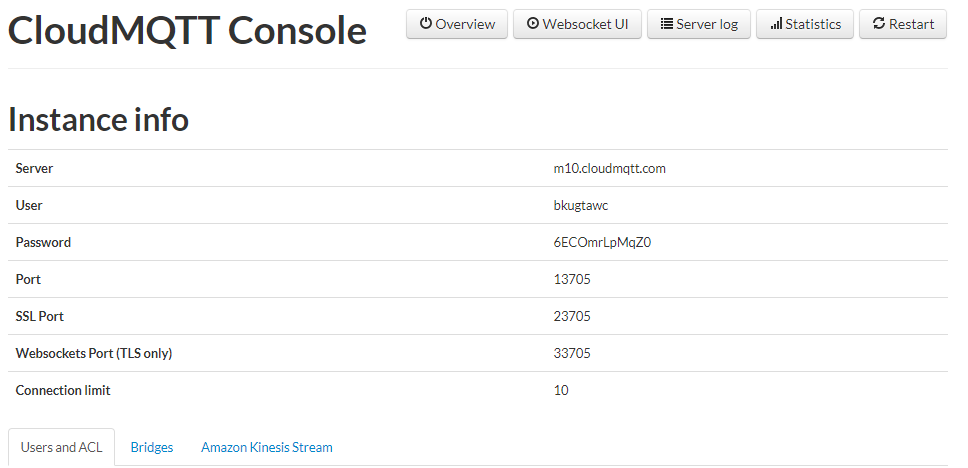 CloudMQTT Console
Overview Websocket UI Server log Statistics Restart
Instance info
Server m10.cloudmqtt.com
User bkugtawc
Password 6ECOmrLpMqZ0
Port 13705
SSL Port 23705
Websockets Port (TLS only) 33705
Connection limit 10
Users and ACL Bridges Amazon Kinesis Stream